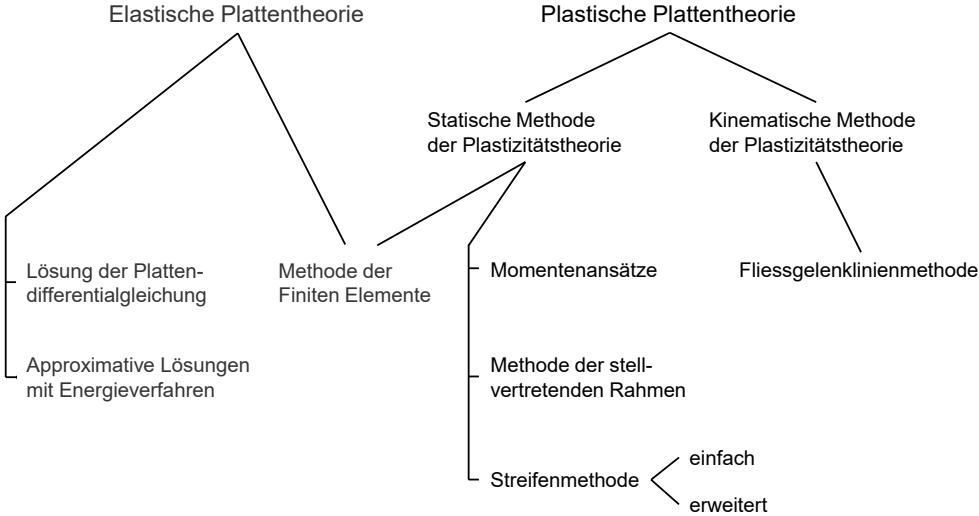 Elastische Plattentheorie
Plastische Plattentheorie
Statische Methode
der Plastizitätstheorie
Kinematische Methode
der Plastizitätstheorie
Lösung der Platten-
differentialgleichung
Methode der
Finiten Elemente
Momentenansätze
Fliessgelenklinienmethode
Approximative Lösungen
mit Energieverfahren
Methode der stell-
vertretenden Rahmen
Streifenmethode
einfach
erweitert